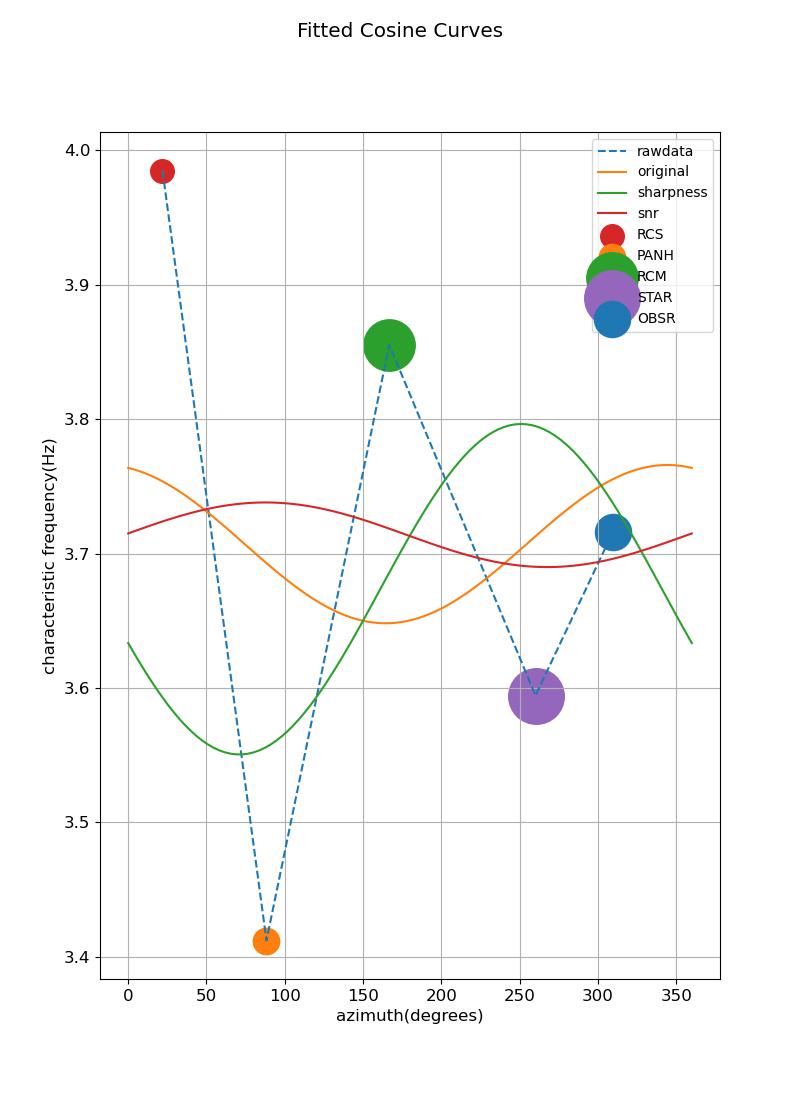 Fitted Cosine Curves
4.0
3.9
3.8
3.7
3.6
3.5
3.4
characteristic frequency(Hz)
rawdata
original
sharpness
snr
RCS
PANH
RCM
STAR
OBSR
0 50 100 150 200 250 300 350
azimuth(degrees)